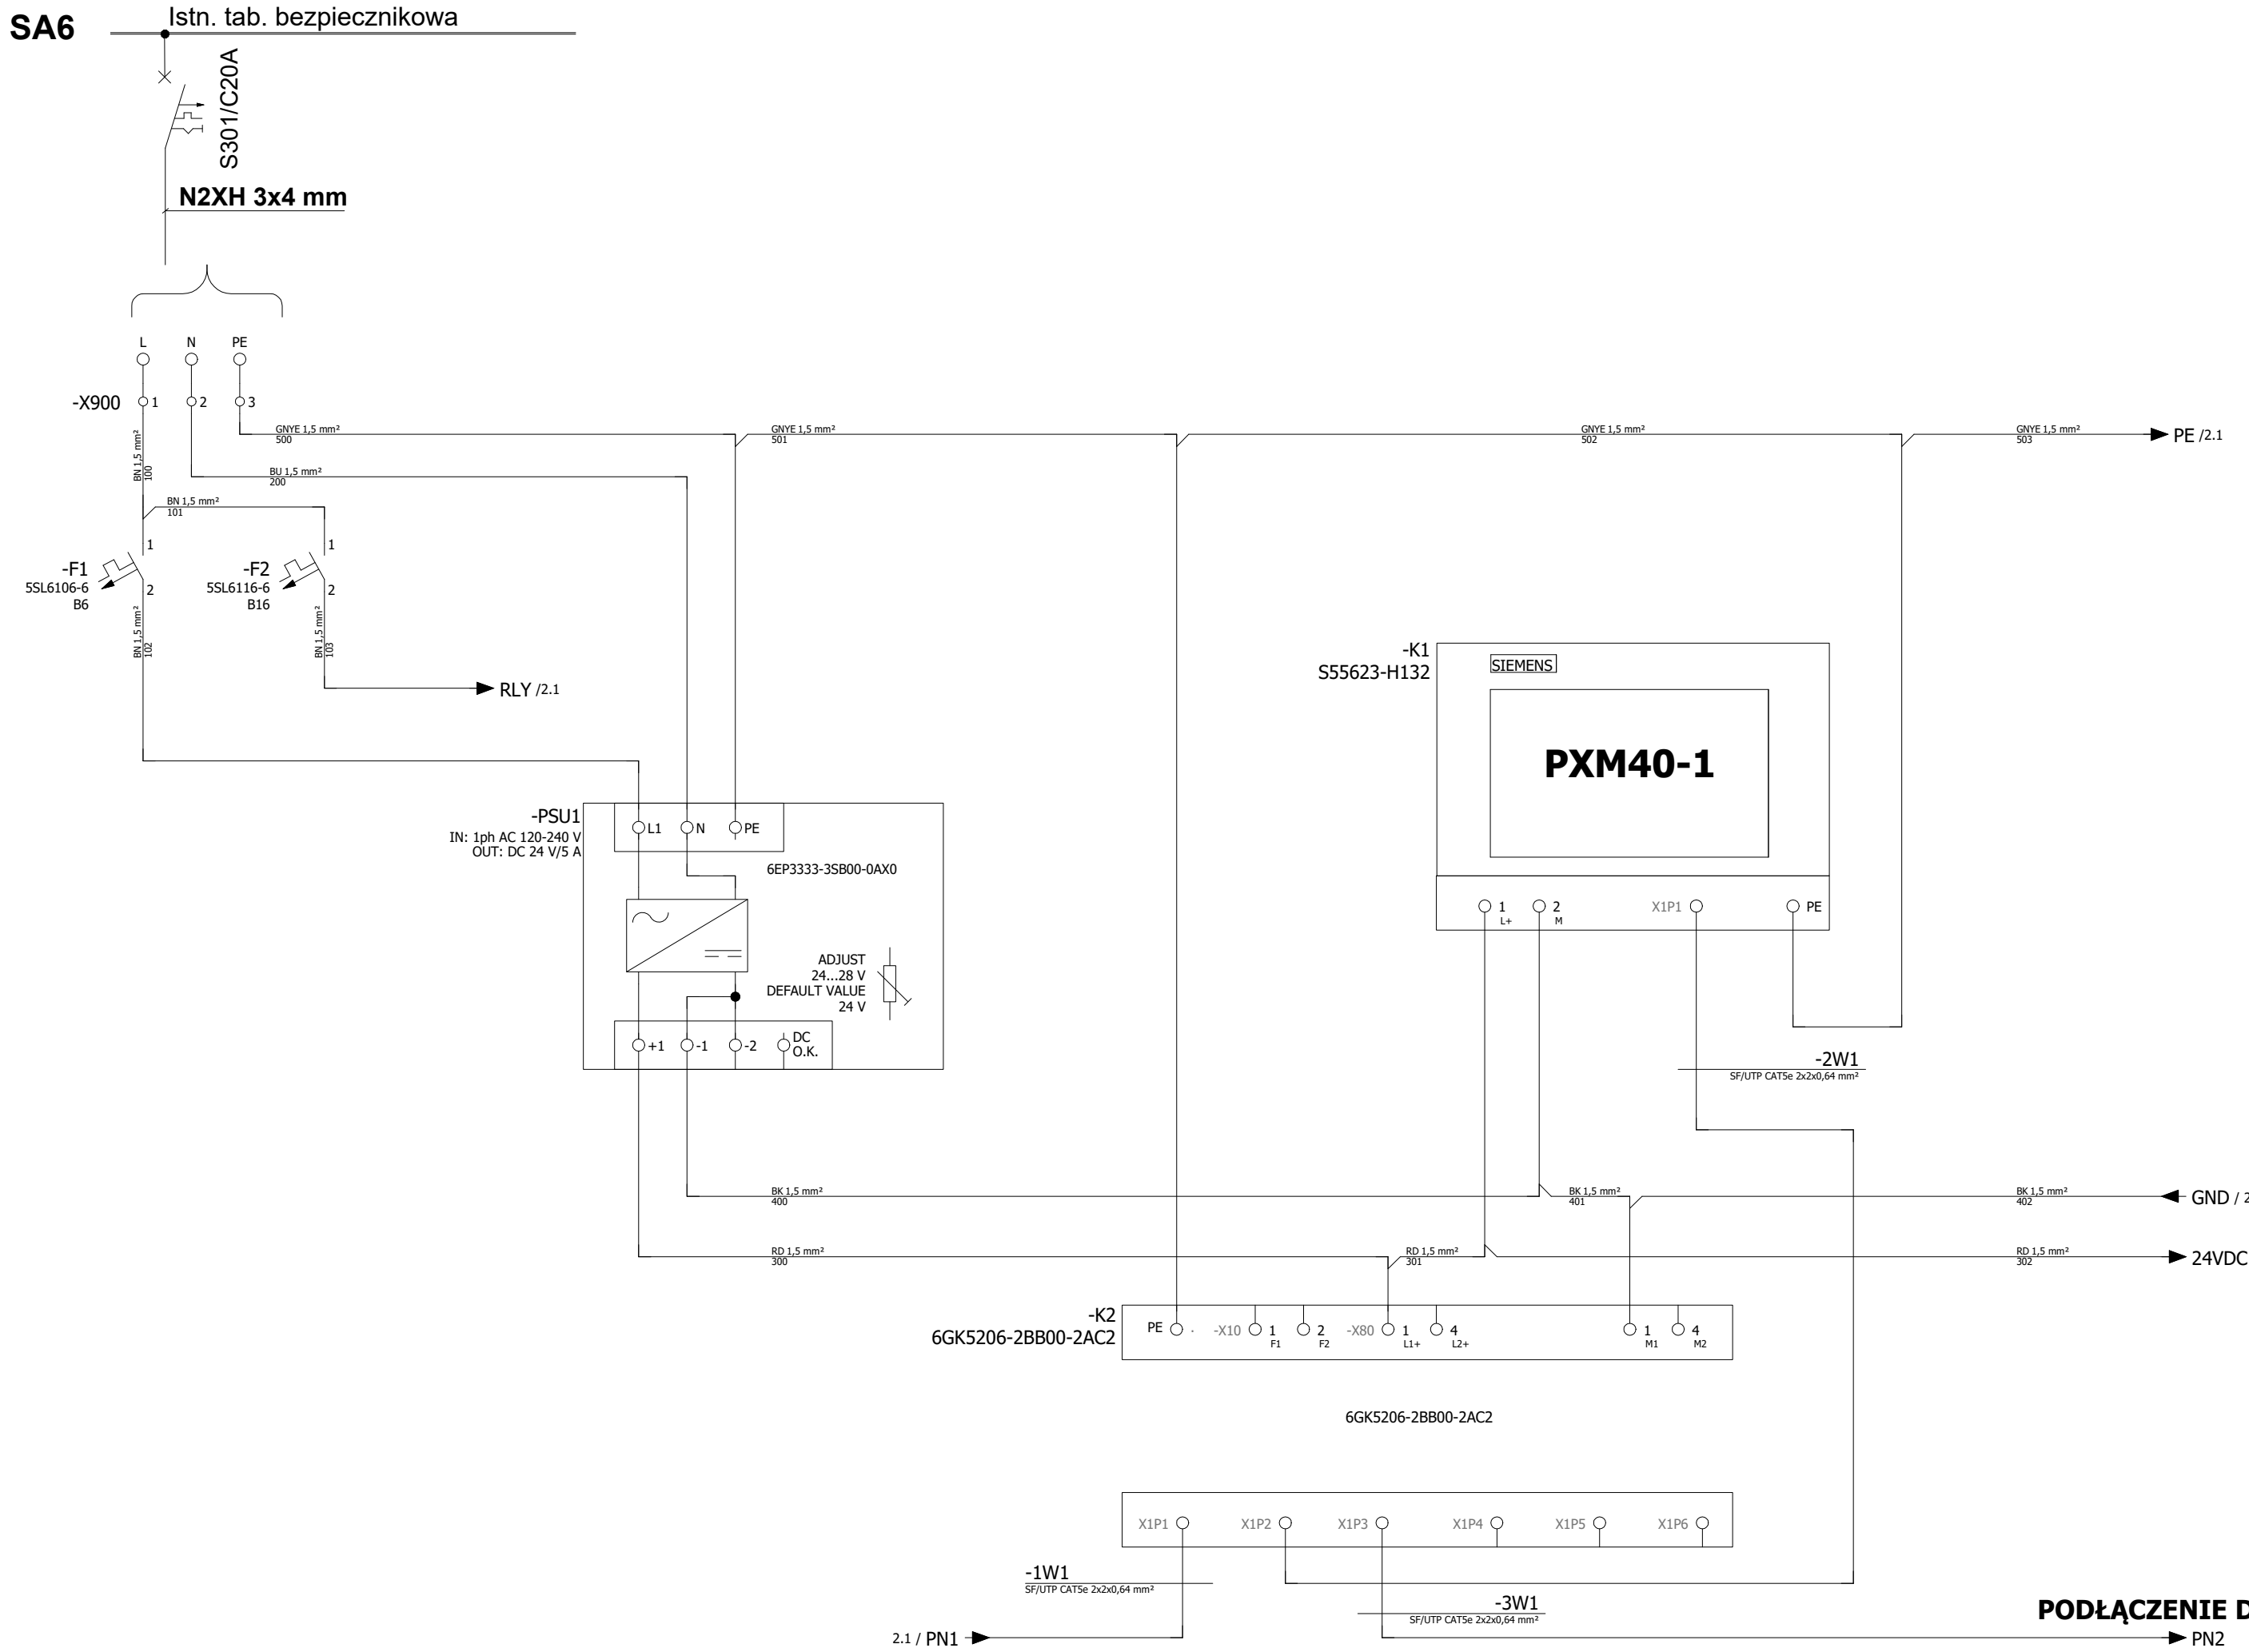 SA6
Istn. tab. bezpiecznikowa
S301/C20A
N2XH 3x4 mm
L N PE
-X900 1 2 3
GNYE 1,5 mm²
500
GNYE 1,5 mm²
501
GNYE 1,5 mm²
502
GNYE 1,5 mm²
503
PE /2.1
BN 1,5 mm²
100
BU 1,5 mm²
200
BN 1,5 mm²
101
1
-F1
5SL6106-6
B6
2
1
-F2
5SL6116-6
B16
2
BN 1,5 mm²
102
BN 1,5 mm²
103
RLY /2.1
-K1
S55623-H132
SIEMENS
PXM40-1
1
L+
2
M
X1P1
PE
-PSU1
IN: 1ph AC 120-240 V
OUT: DC 24 V/5 A
L1 N PE
6EP3333-3SB00-0AX0
ADJUST
24...28 V
DEFAULT VALUE
24 V
+1 -1 -2
DC
O.K.
-2W1
SF/UTP CAT5e 2x2x0,64 mm²
BK 1,5 mm²
400
BK 1,5 mm²
401
BK 1,5 mm²
402
GND / 2
RD 1,5 mm²
300
RD 1,5 mm²
301
RD 1,5 mm²
302
24VDC
-K2
6GK5206-2BB00-2AC2
PE .
-X10 1
F1
2
F2
-X80 1
L1+
4
L2+
1
M1
4
M2
6GK5206-2BB00-2AC2
X1P1 X1P2 X1P3 X1P4 X1P5 X1P6
-1W1
SF/UTP CAT5e 2x2x0,64 mm²
-3W1
SF/UTP CAT5e 2x2x0,64 mm²
PODŁĄCZENIE D
2.1 / PN1
PN2